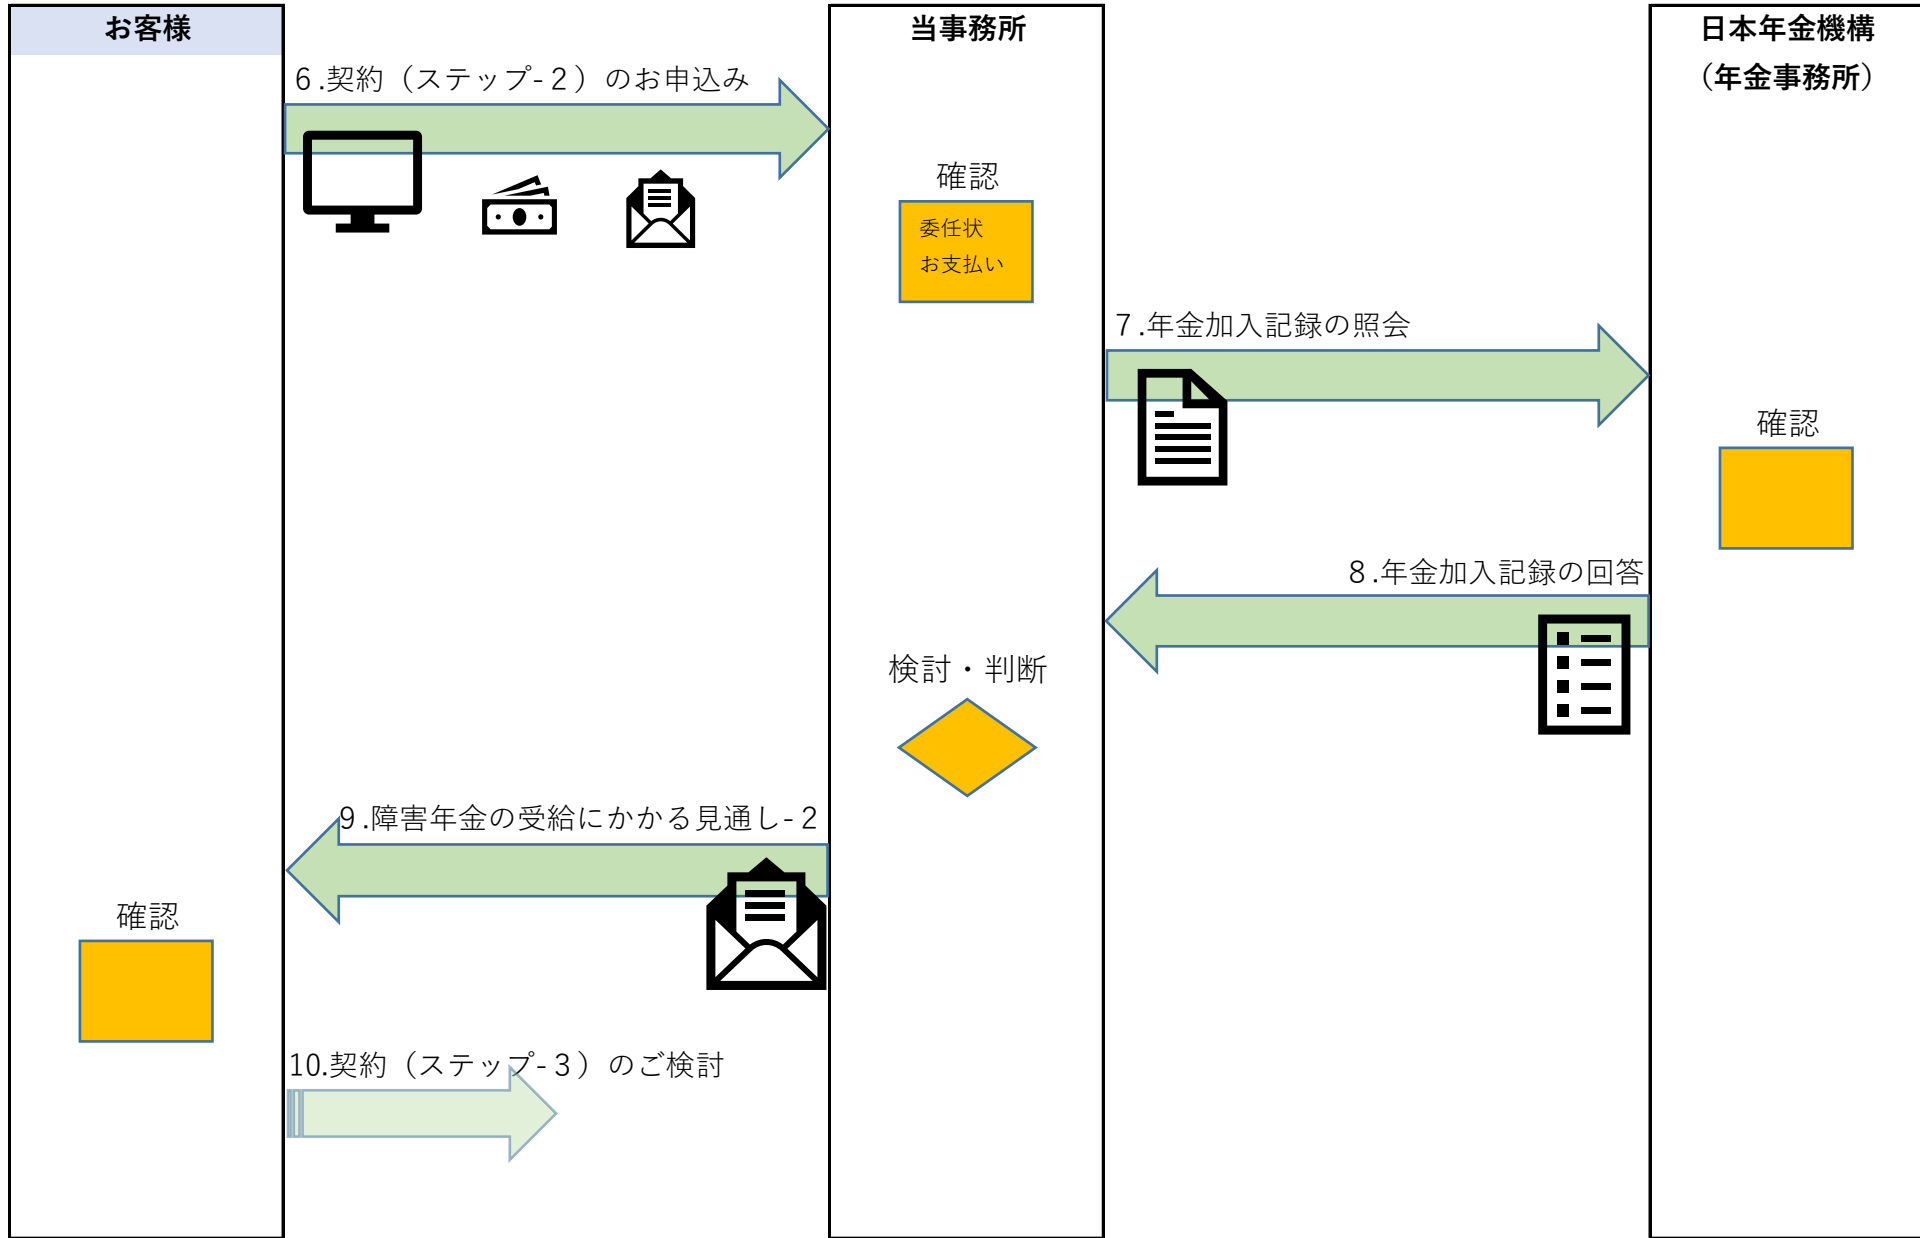 お客様
当事務所
日本年金機構
（年金事務所）
6.契約（ステップ-２）のお申込み
確認
委任状
お支払い
７.年金加入記録の照会
確認
８.年金加入記録の回答
検討・判断
9.障害年金の受給にかかる見通し-２
確認
10.契約（ステップ-３）のご検討